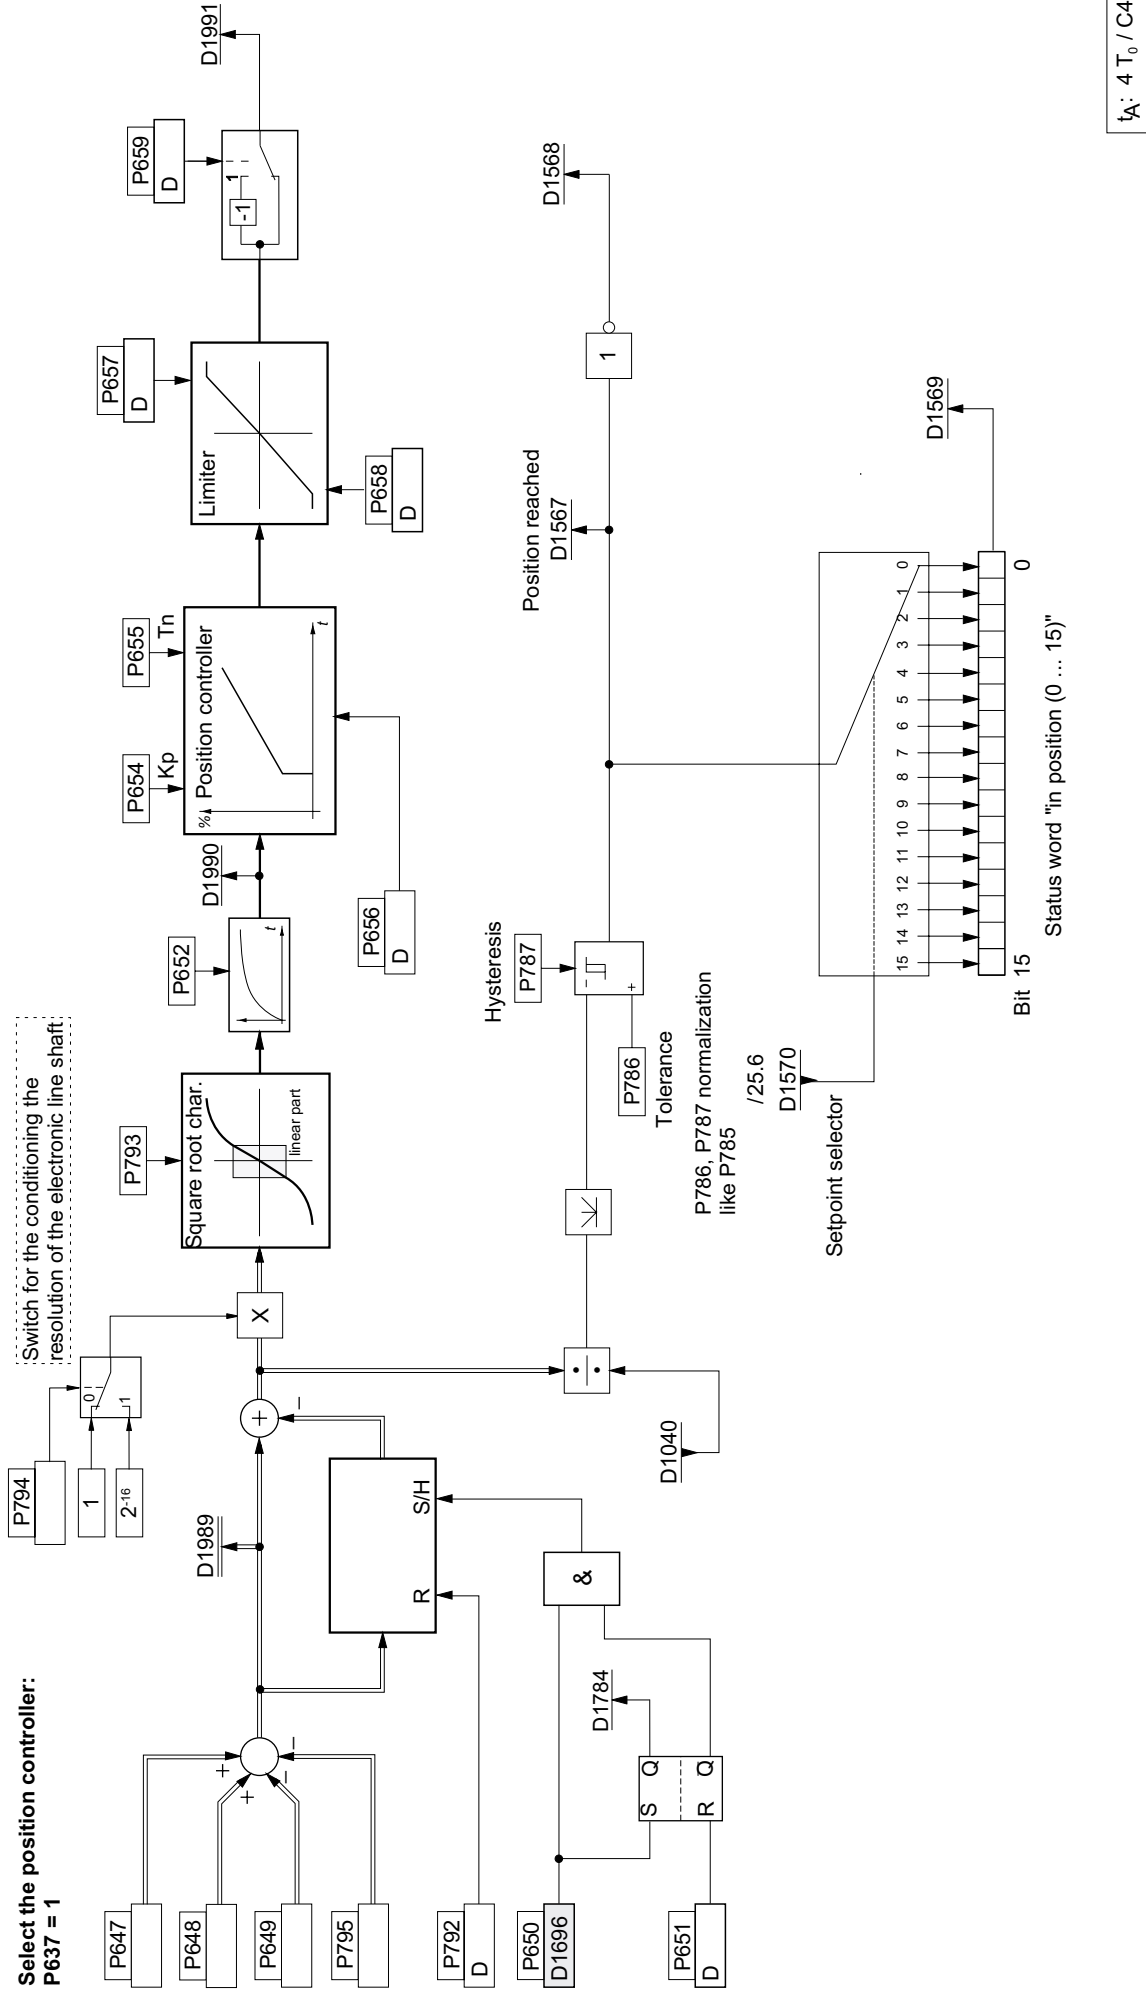 Select the position controller:
P637 = 1
P647
P648
P649
P795
P792
D
P650
D1696
P651
D
+
+
−
−
S Q
R Q
D1784
&
R
S/H
D1989
+
−
P794
1
2-16
0
1
Switch for the conditioning the
resolution of the electronic line shaft
X
D1040
P793
Square root char.
linear part
P652
t
D1990
P656
D
P654
Kp
P655
Tn
Position controller
%
t
Limiter
P657
D
P658
D
P659
D
-1
1
D1991
Hysteresis
P787
−
+
P786
Tolerance
P786, P787 normalization
like P785
Position reached
D1567
1
D1568
/25.6
D1570
Setpoint selector
15 14 13 12 11 10 9 8 7 6 5 4 3 2 1 0
Bit 15
0
D1569
Status word "in position (0 ... 15)"
tA: 4 T0 / C4